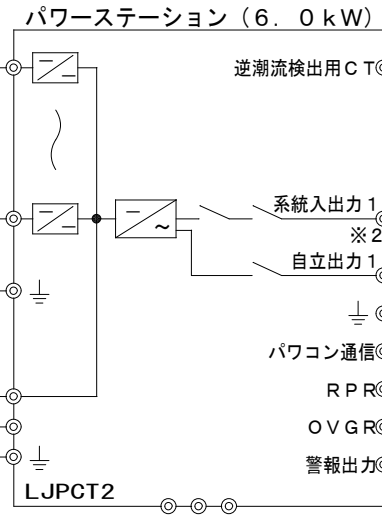 パワーステーション（６．０ｋＷ）
逆潮流検出用ＣＴ
系統入出力１
※２
自立出力１
パワコン通信
ＲＰＲ
ＯＶＧＲ
警報出力
LJPCT2